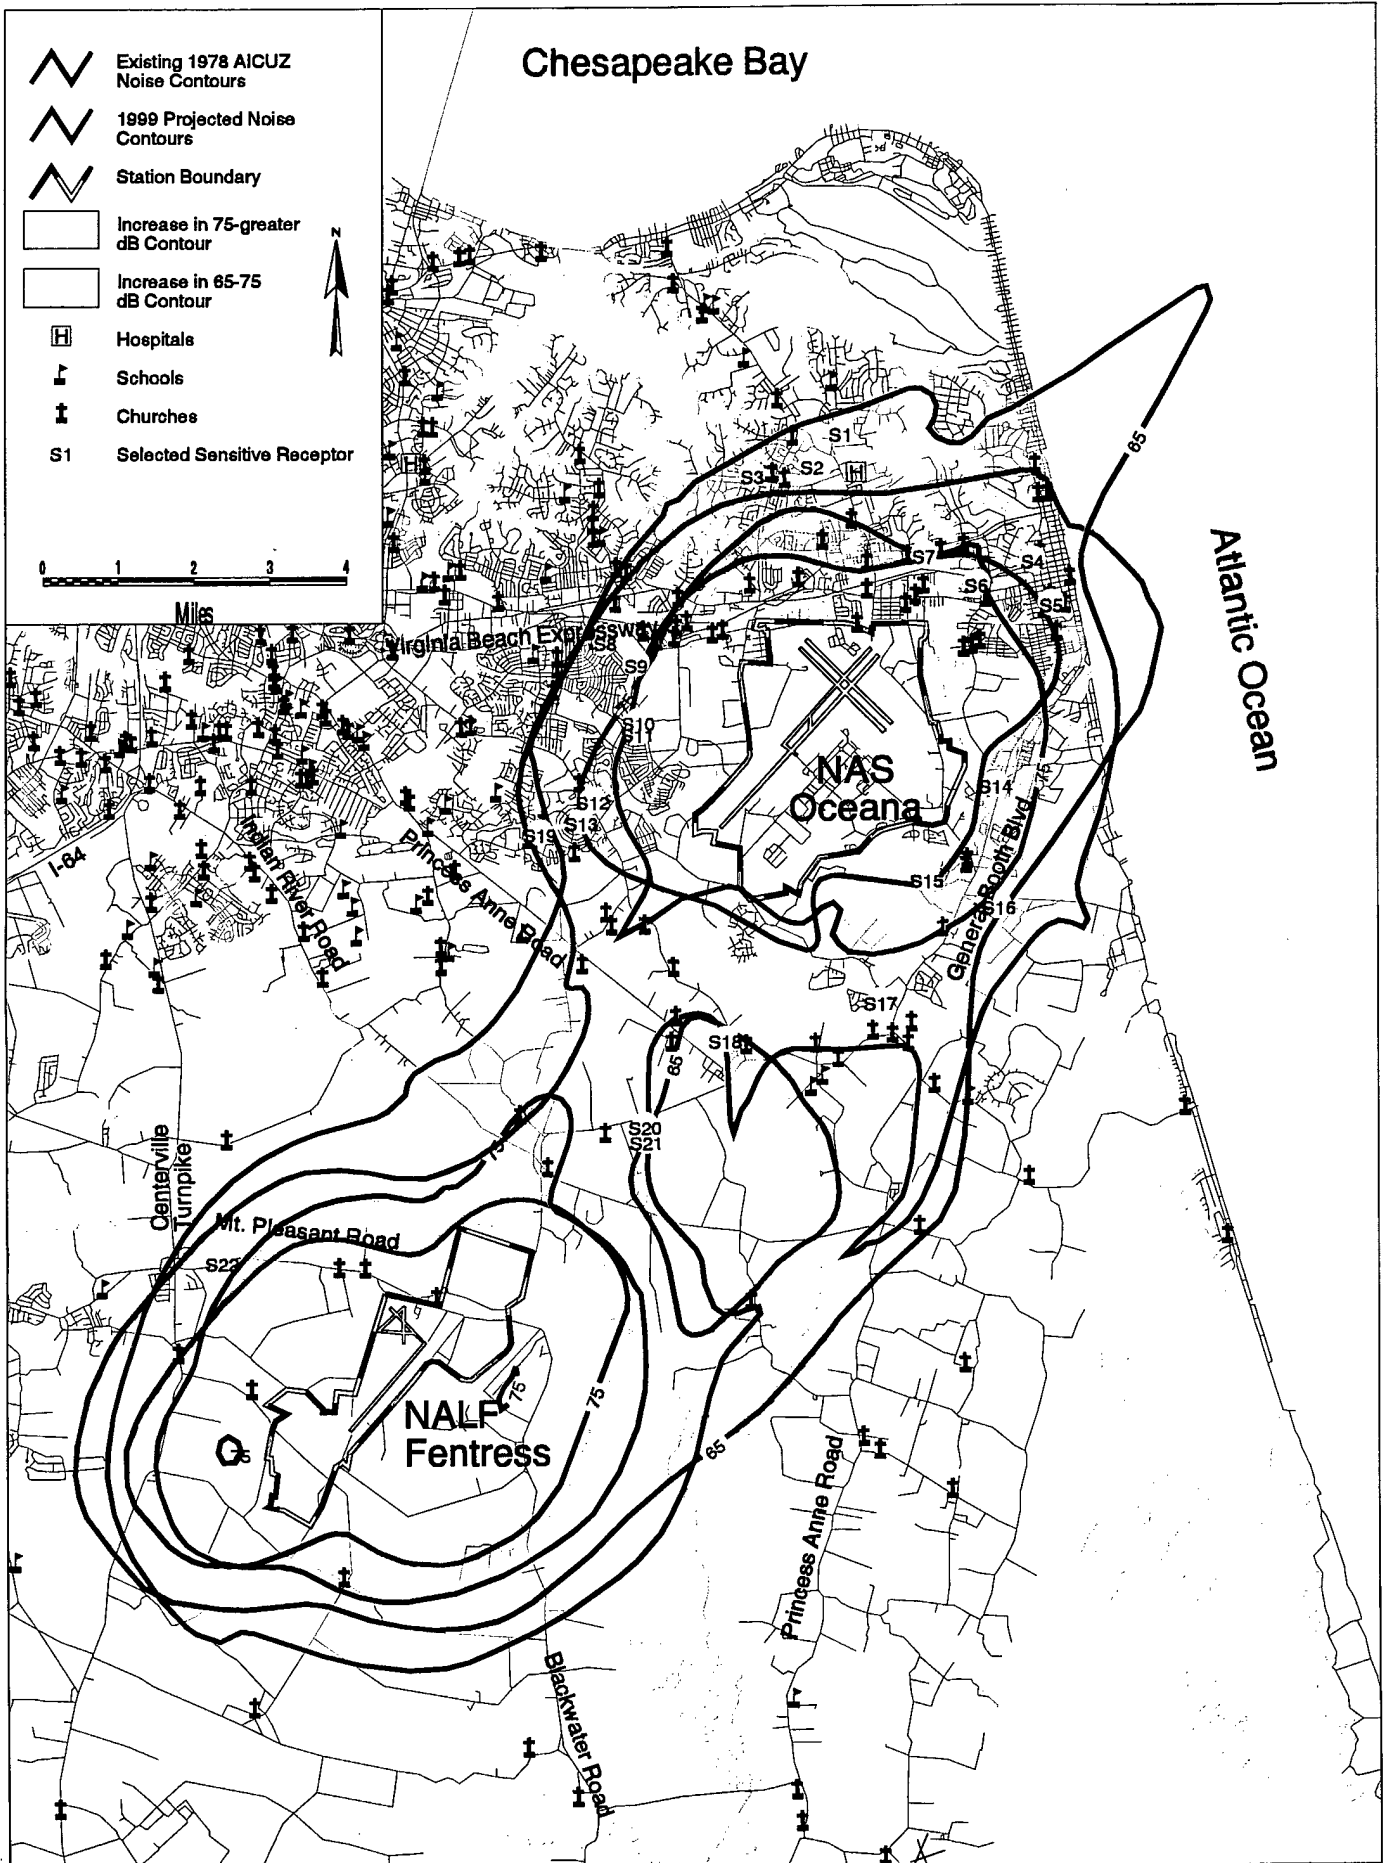 Existing 1978 AICUZ
Noise Contours
1999 Projected Noise
Contours
Station Boundary
Increase in 75-greater
dB Contour
Increase in 65-75
dB Contour
H
Hospitals
Schools
Churches
S1
Selected Sensitive Receptor
N
0 1 2 3 4
Miles
Chesapeake Bay
Atlantic Ocean
65
S1
S2
S3
H
H
S4
S5
S6
S7
Virginia Beach Expressway
S8
S9
S10
S11
NAS
Oceana
S12
S13
S14
75
S15
S16
General Booth Blvd.
S17
S18
S19
I-64
Indian River Road
Princess Anne Road
65
S20
S21
75
Centerville
Turnpike
Mt. Pleasant Road
S22
75
75
75
NALF
Fentress
65
Princess Anne Road
Blackwater Road